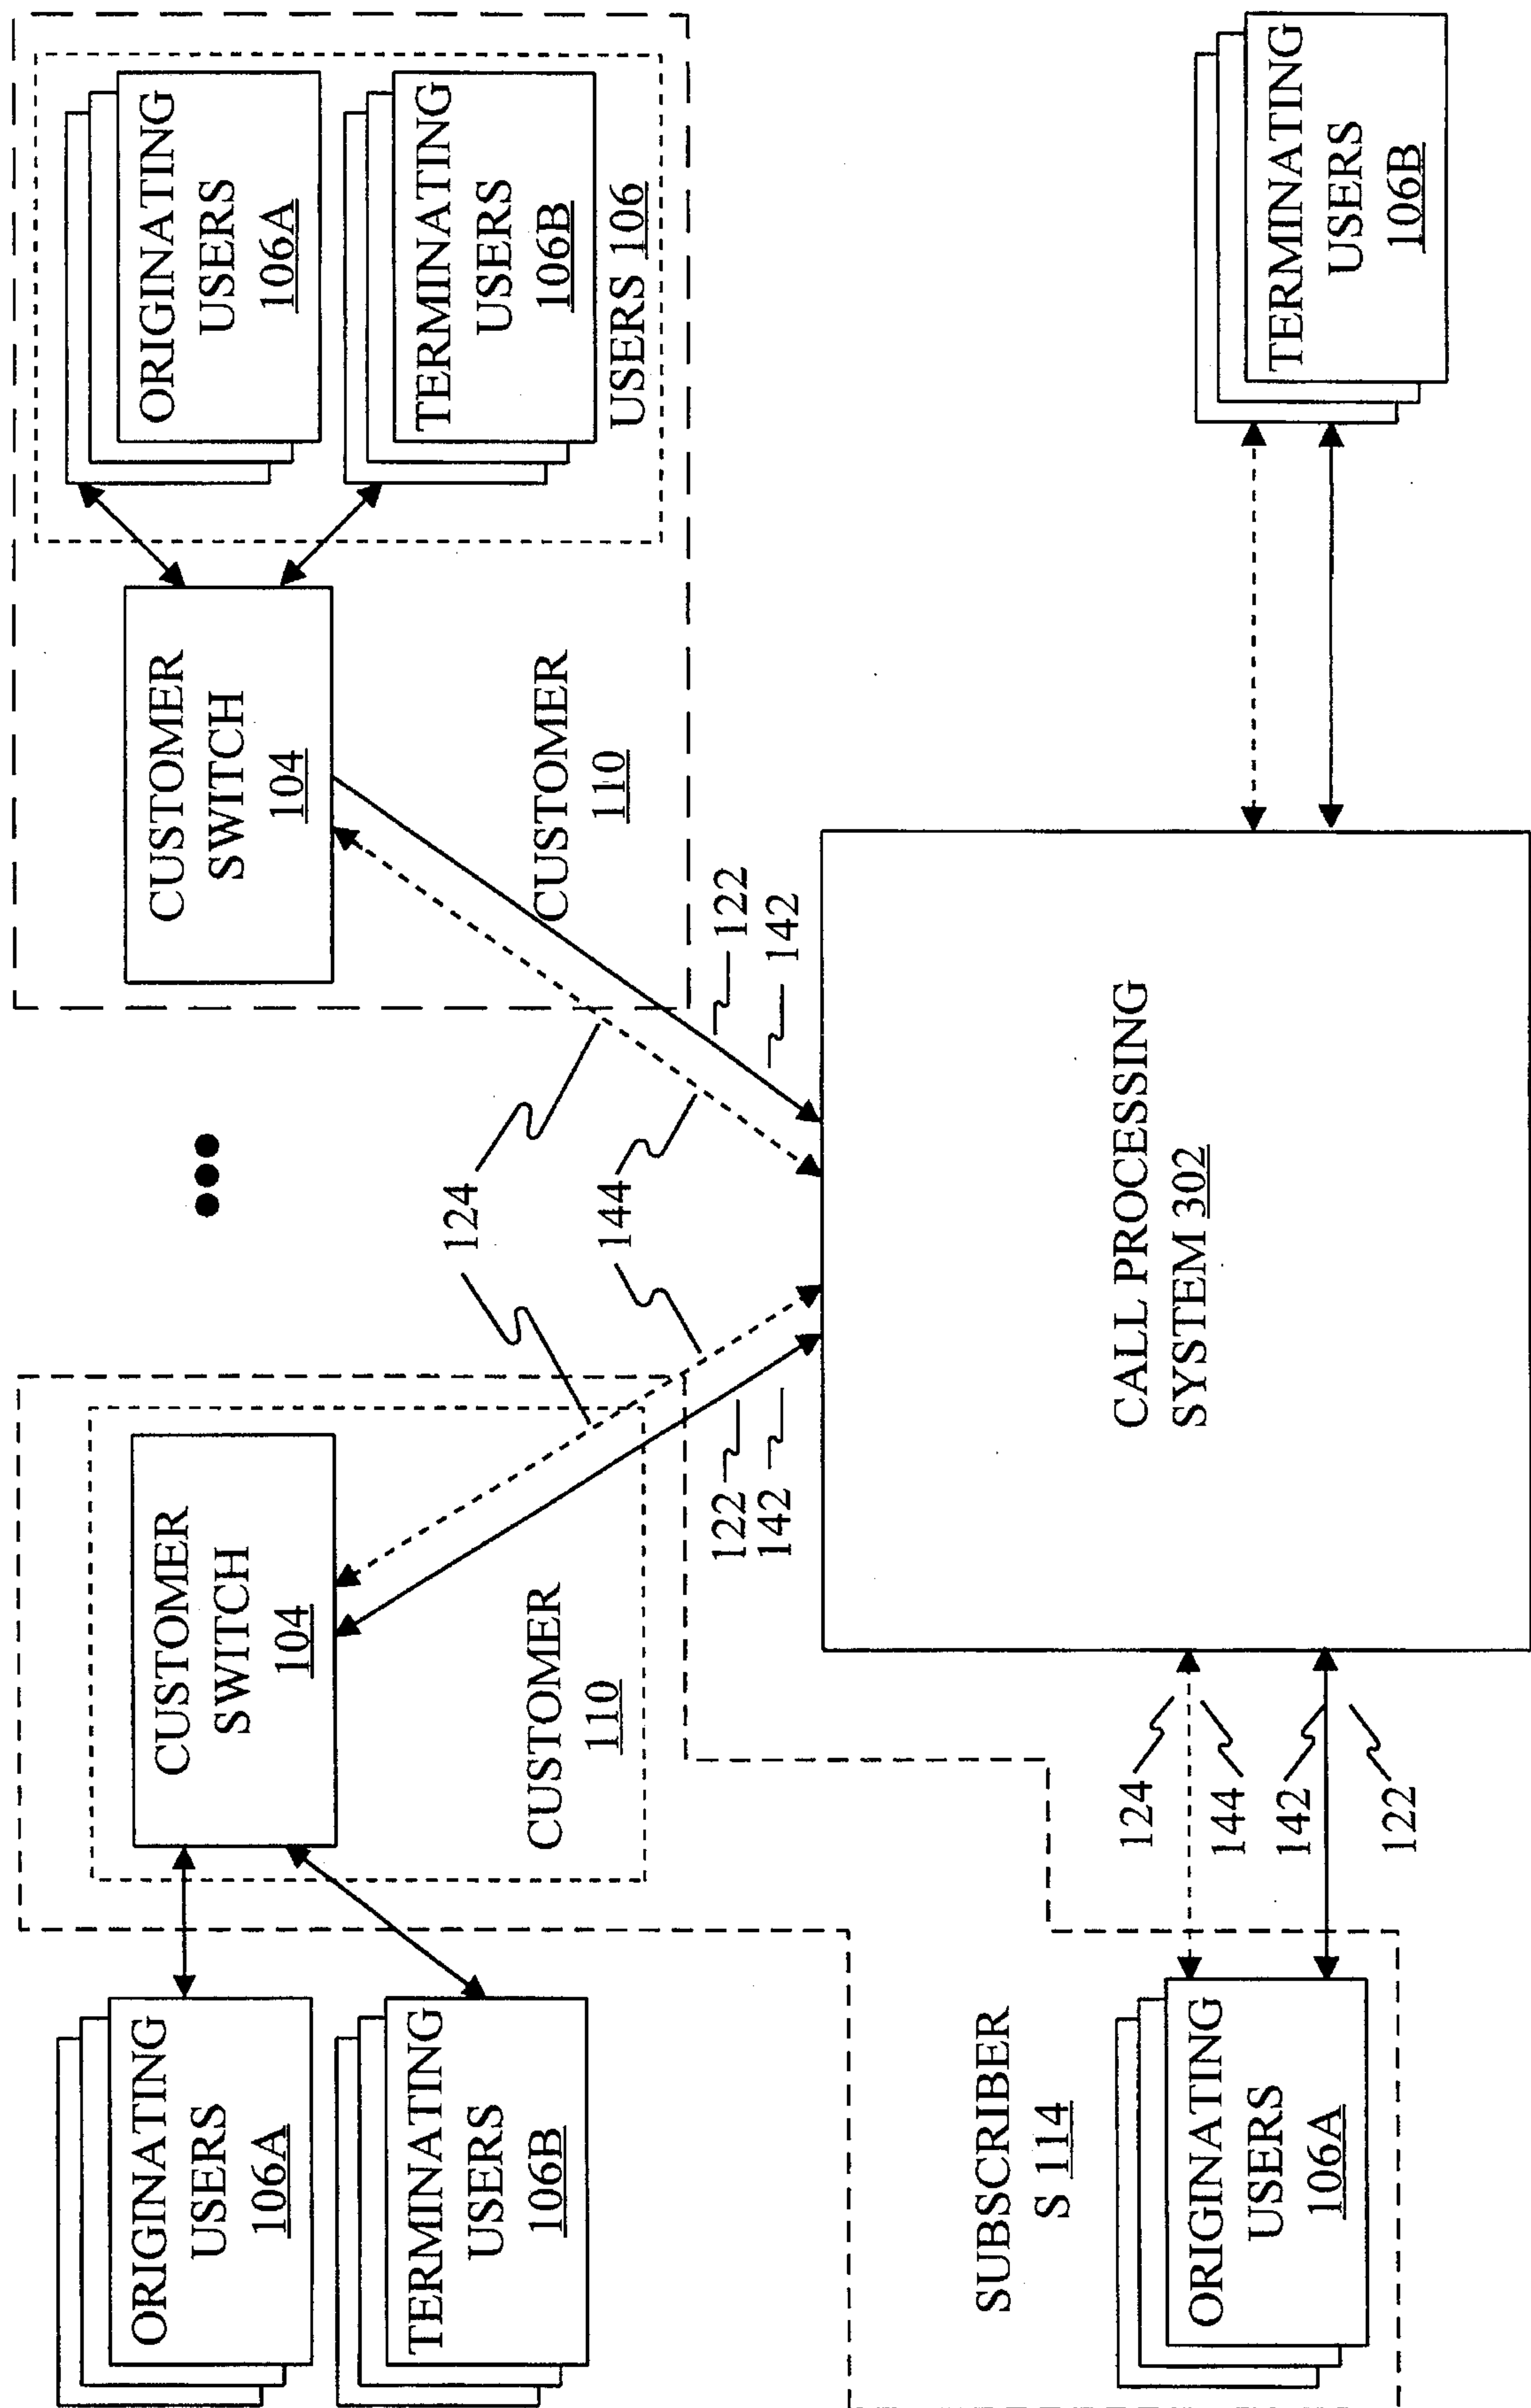 ORIGINATING
USERS
106A
TERMINATING
USERS
106B
CUSTOMER
SWITCH
104
CUSTOMER
110
CUSTOMER
SWITCH
104
CUSTOMER
110
ORIGINATING
USERS
106A
TERMINATING
USERS
106B
USERS 106
124
144
122
142
122
142
SUBSCRIBER
S 114
ORIGINATING
USERS
106A
124
144
142
122
CALL PROCESSING
SYSTEM 302
TERMINATING
USERS
106B